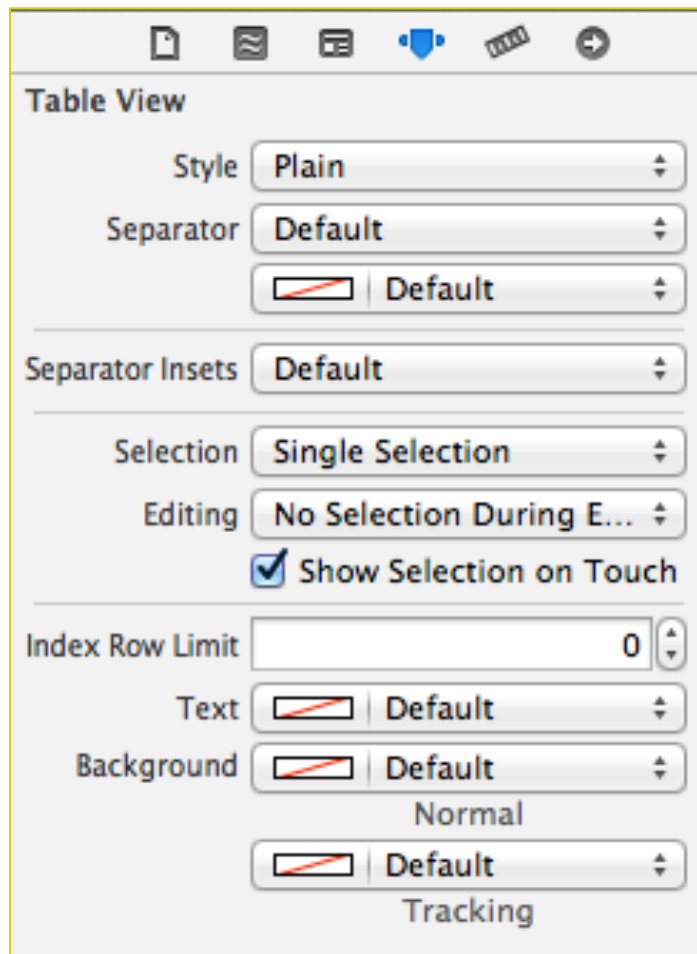 Table View
Style Plain
Separator Default
Default
Separator Insets Default
Selection Single Selection
Editing No Selection During E...
Show Selection on Touch
Index Row Limit 0
Text Default
Background Default
Normal
Default
Tracking